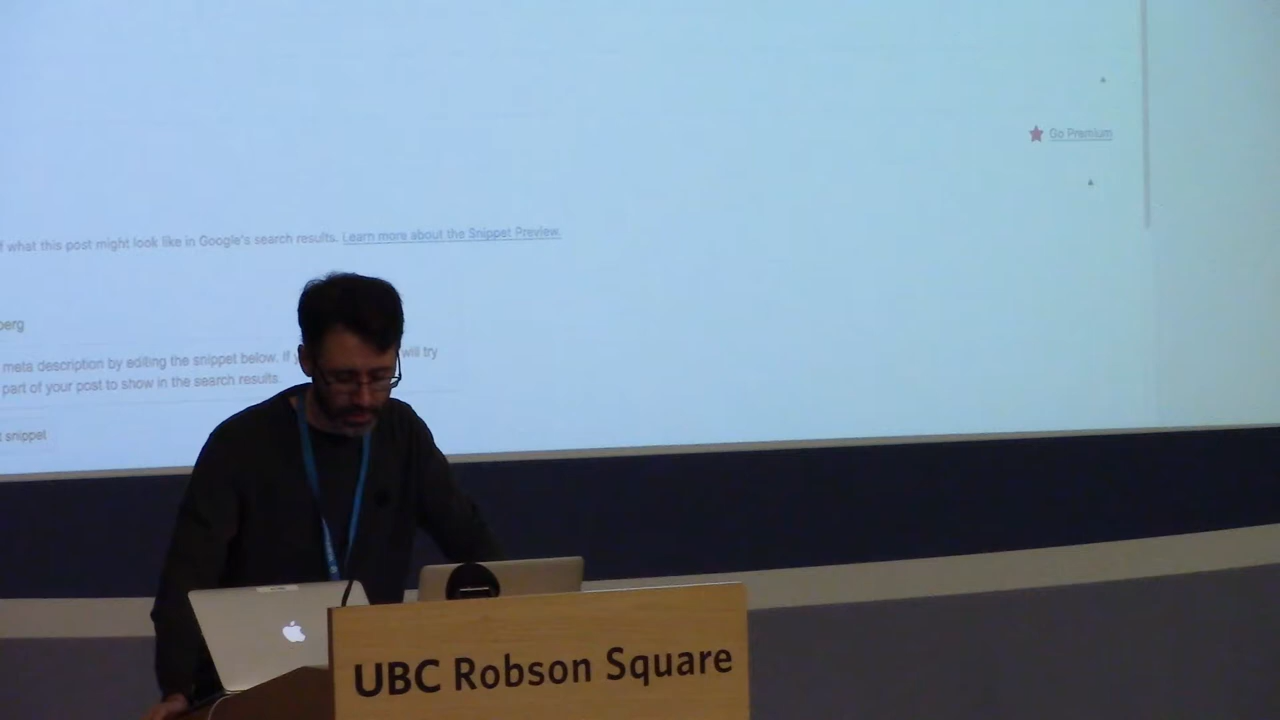 Go Premium
what this post might look like in Google's search results. Learn more about the Snippet Preview.
berg
meta description by editing the snippet below. If will try
part of your post to show in the search results.
snippet
UBC Robson Square